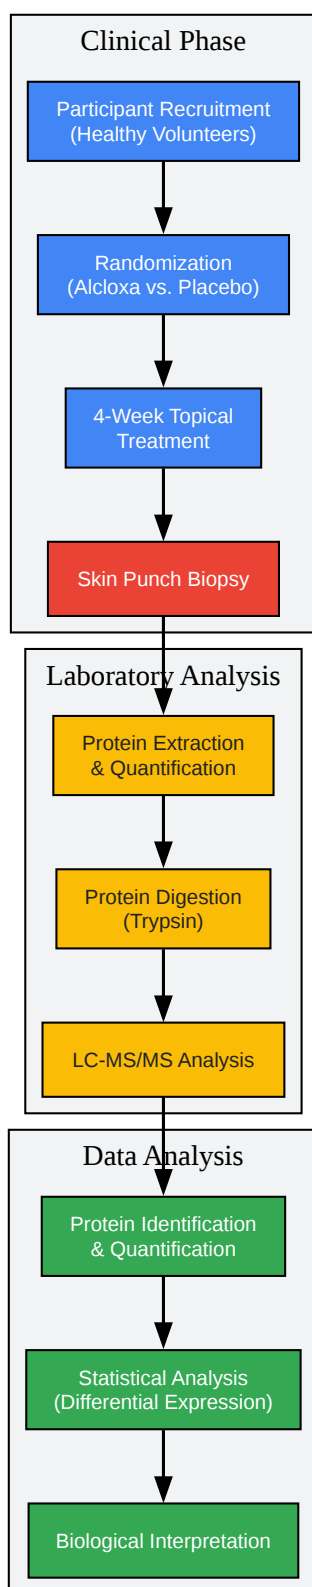 Clinical Phase
Participant Recruitment
(Healthy Volunteers)
Randomization
(Alcloxa vs. Placebo)
4-Week Topical
Treatment
Skin Punch Biopsy
Laboratory Analysis
Protein Extraction
& Quantification
Protein Digestion
(Trypsin)
LC-MS/MS Analysis
Data Analysis
Protein Identification
& Quantification
Statistical Analysis
(Differential Expression)
Biological Interpretation